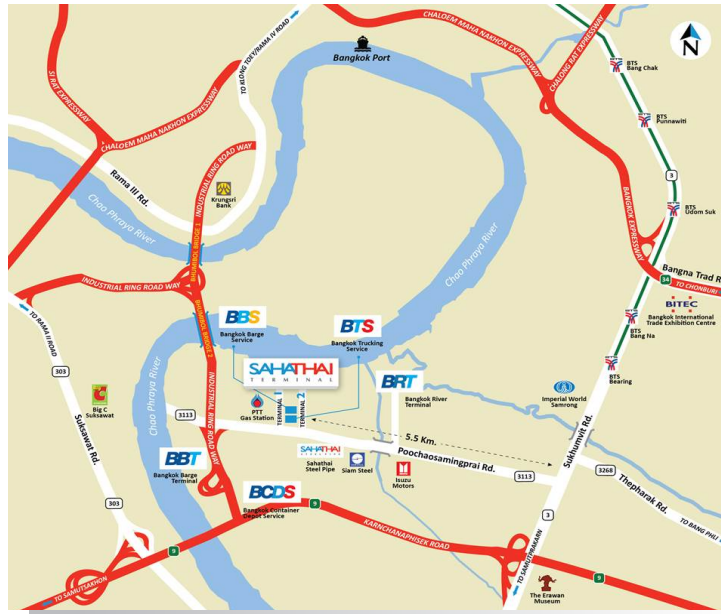 TO KLONG TOEY/RAMA IV ROAD
CHALOEM MAHA NAKHON EXPRESSWAY
CHALONG RAT EXPRESSWAY
N
Bangkok Port
SI RAT EXPRESSWAY
CHALOEM MAHA NAKHON EXPRESSWAY
BTS
Bang Chak
BTS
Punnawiti
3
BTS
Udom Suk
Rama III Rd.
Krungsri
Bank
INDUSTRIAL RING ROAD WAY
Chao Phraya River
BHUMIBOL BRIDGE 1
Chao Phraya River
BANGKOK EXPRESSWAY
Bangna Trad R
34
TO CHONBURI
INDUSTRIAL RING ROAD WAY
BHUMIBOL BRIDGE 2
BITEC
Bangkok International
Trade Exhibition Centre
BBS
Bangkok Barge
Service
BTS
Bangkok Trucking
Service
BTS
Bang Na
TO RAMA II ROAD
303
SAHATHAI
TERMINAL
BRT
Bangkok River
Terminal
BTS
Bearing
Imperial World
Samrong
Big C
Suksawat
Chao Phraya River
INDUSTRIAL RING ROAD WAY
3113
PTT
Gas Station
TERMINAL 1
TERMINAL 2
5.5 Km.
Sukhumvit Rd.
Suksawat Rd.
SAHATHAI
Sahathai
Steel Pipe
Siam Steel
ISUZU
Isuzu
Motors
Poochaosamingprai Rd.
3113
3268
Thepharak Rd.
TO BANG PHLI
BBT
Bangkok Barge
Terminal
BCDS
Bangkok Container
Depot Service
303
9
3
9
KARNCHANAPHISEK ROAD
9
TO SAMUTSAKHON
TO SAMUTPRAKARN
The Erawan
Museum